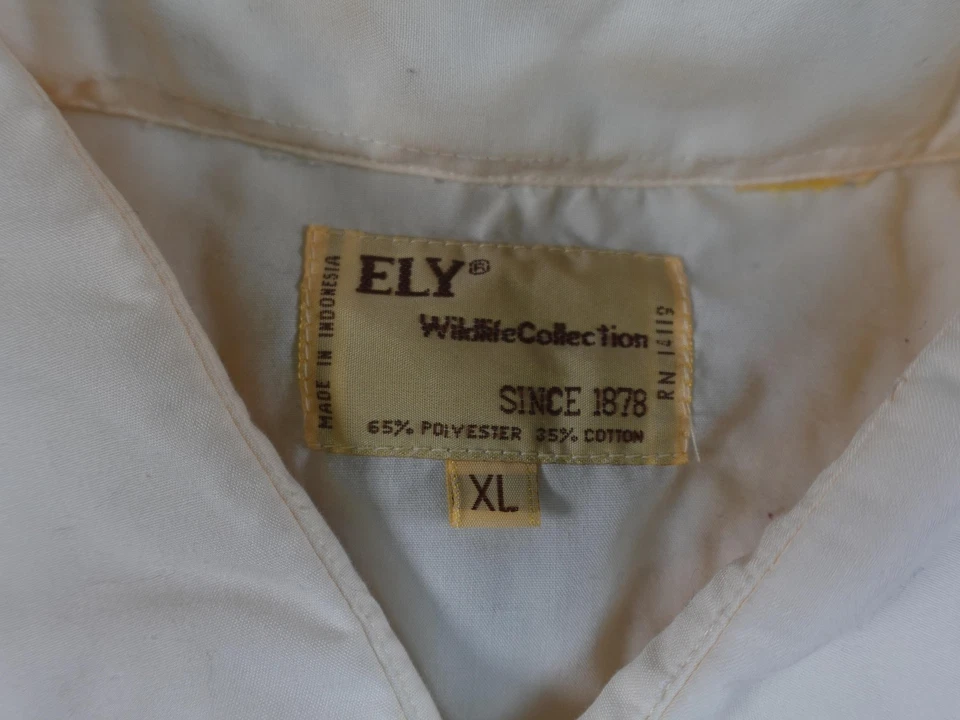 MADE IN INDONESIA
ELY®
WildlifeCollection
RN 14119
SINCE 1878
65% POLYESTER 35% COTTON
XL